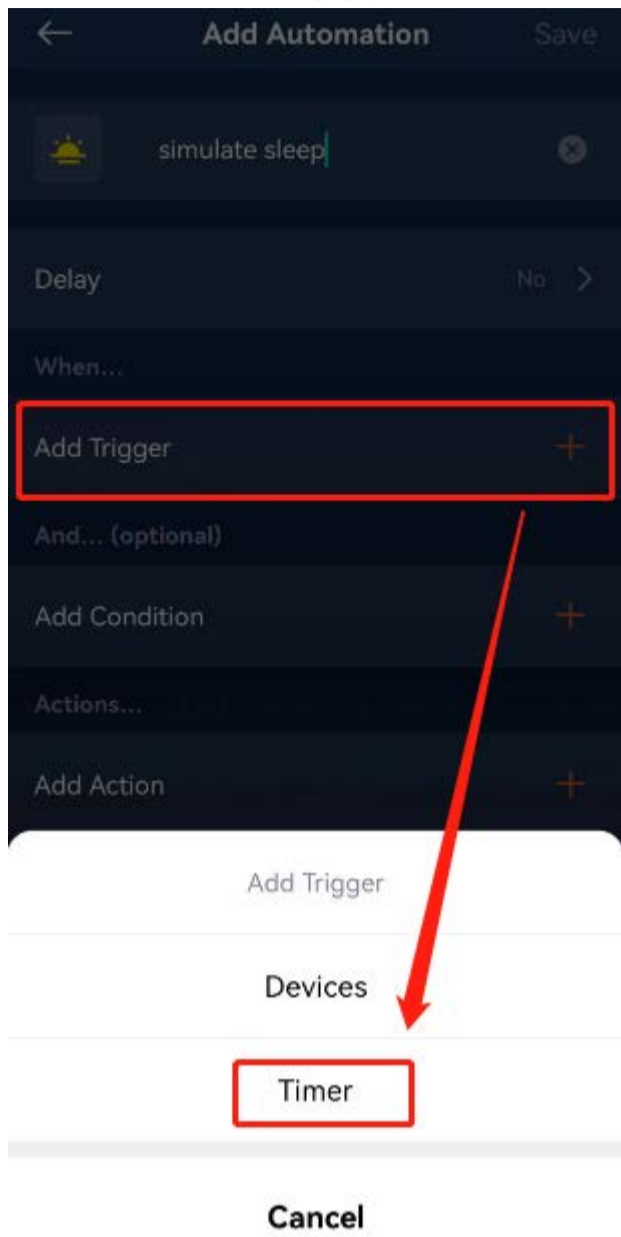 Add Automation Save
simulate sleep
Delay No
When...
Add Trigger
And... (optional)
Add Condition
Actions...
Add Action
Add Trigger
Devices
Timer
Cancel